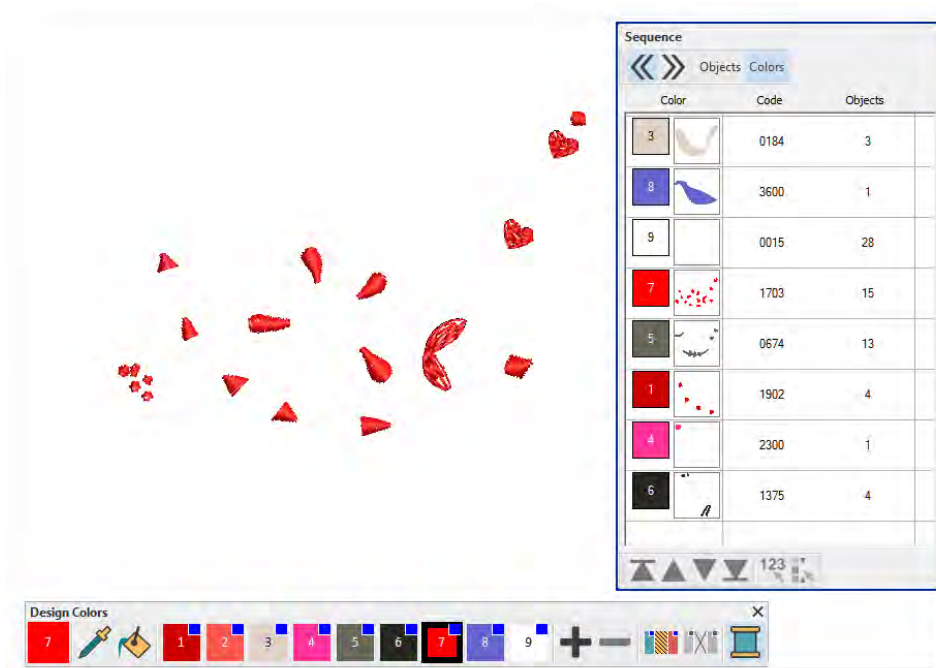 Sequence
Objects Colors
Color Code Objects
3 0184 3
8 3600 1
9 0015 28
7 1703 15
5 0674 13
1 1902 4
4 2300 1
6 1375 4
123
Design Colors
7 1 2 3 4 5 6 7 8 9